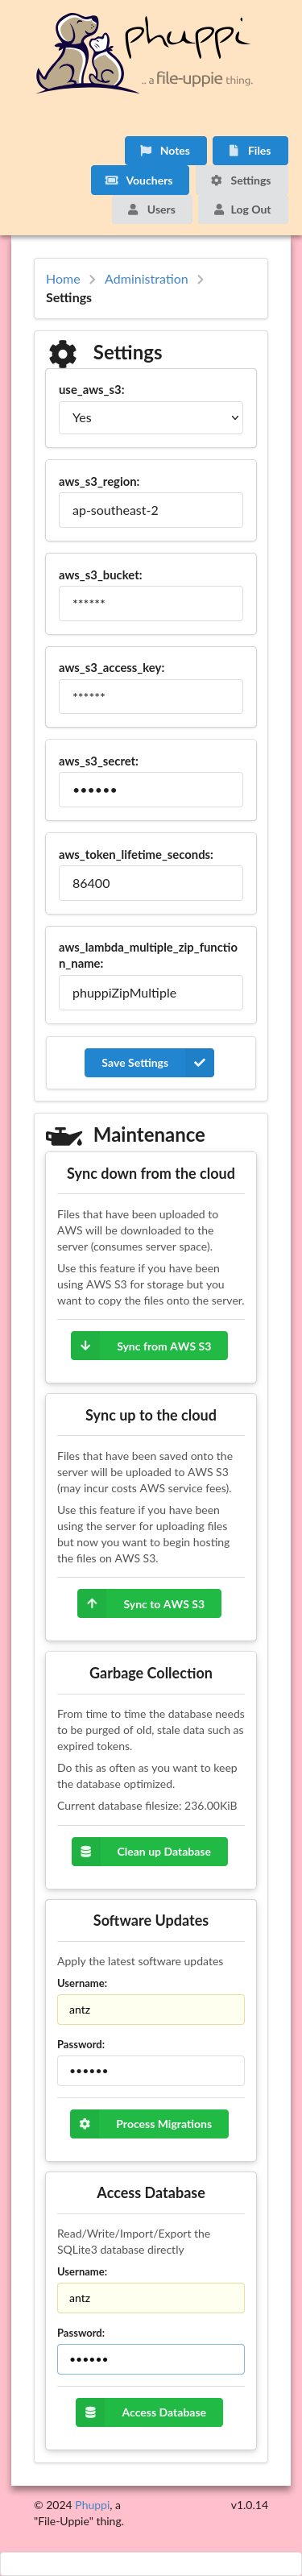 phuppi
.. a file-uppie thing.
Notes
Files
Vouchers
Settings
Users
Log Out
Home
Administration
Settings
Settings
use_aws_s3:
Yes
aws_s3_region:
ap-southeast-2
aws_s3_bucket:
******
aws_s3_access_key:
******
aws_s3_secret:
••••••
aws_token_lifetime_seconds:
86400
aws_lambda_multiple_zip_functio
n_name:
phuppiZipMultiple
Save Settings
Maintenance
Sync down from the cloud
Files that have been uploaded to
AWS will be downloaded to the
server (consumes server space).
Use this feature if you have been
using AWS S3 for storage but you
want to copy the files onto the server.
Sync from AWS S3
Sync up to the cloud
Files that have been saved onto the
server will be uploaded to AWS S3
(may incur costs AWS service fees).
Use this feature if you have been
using the server for uploading files
but now you want to begin hosting
the files on AWS S3.
Sync to AWS S3
Garbage Collection
From time to time the database needs
to be purged of old, stale data such as
expired tokens.
Do this as often as you want to keep
the database optimized.
Current database filesize: 236.00KiB
Clean up Database
Software Updates
Apply the latest software updates
Username:
antz
Password:
••••••
Process Migrations
Access Database
Read/Write/Import/Export the
SQLite3 database directly
Username:
antz
Password:
••••••
Access Database
© 2024 Phuppi, a
"File-Uppie" thing.
v1.0.14